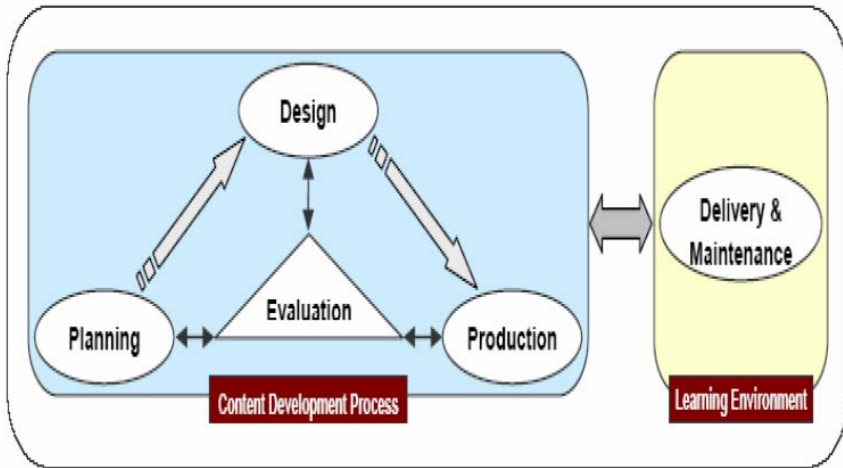 Design
Evaluation
Planning
Production
Content Development Process
Delivery &
Maintenance
Learning Environment